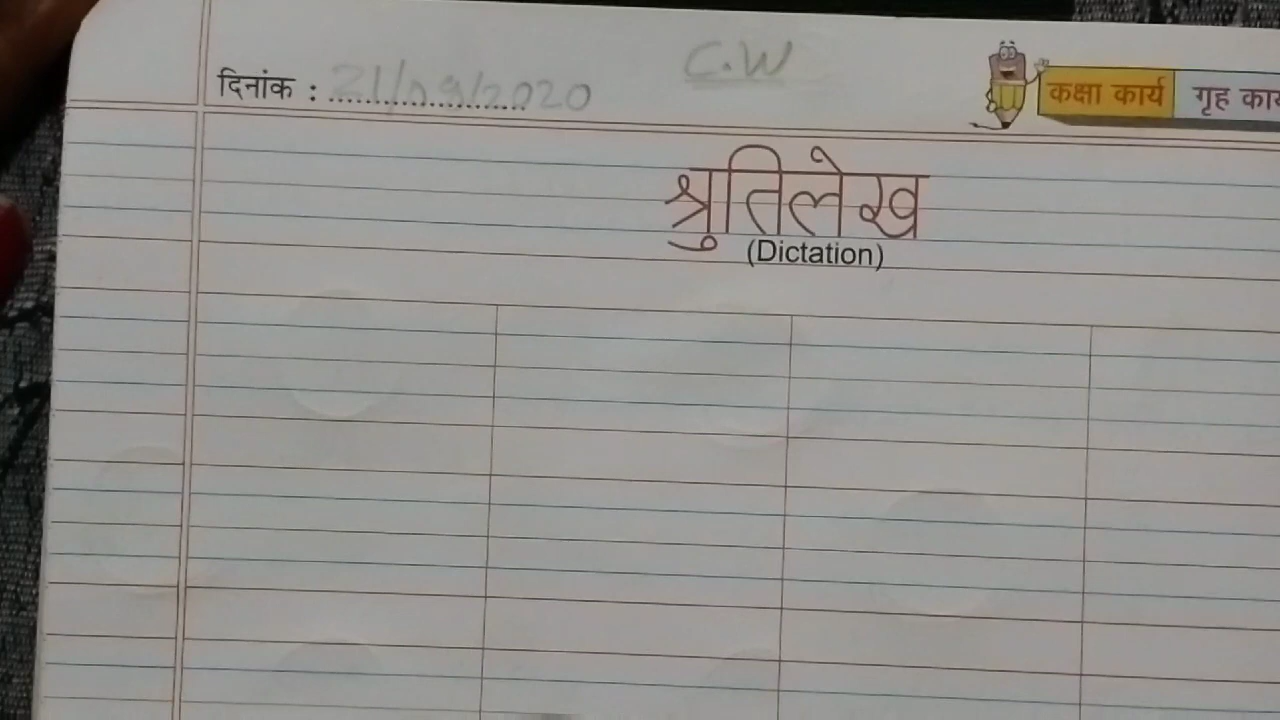 C.W
दिनांक : 21/09/2020
कक्षा कार्य गृह कार
श्रुतिलेख
(Dictation)